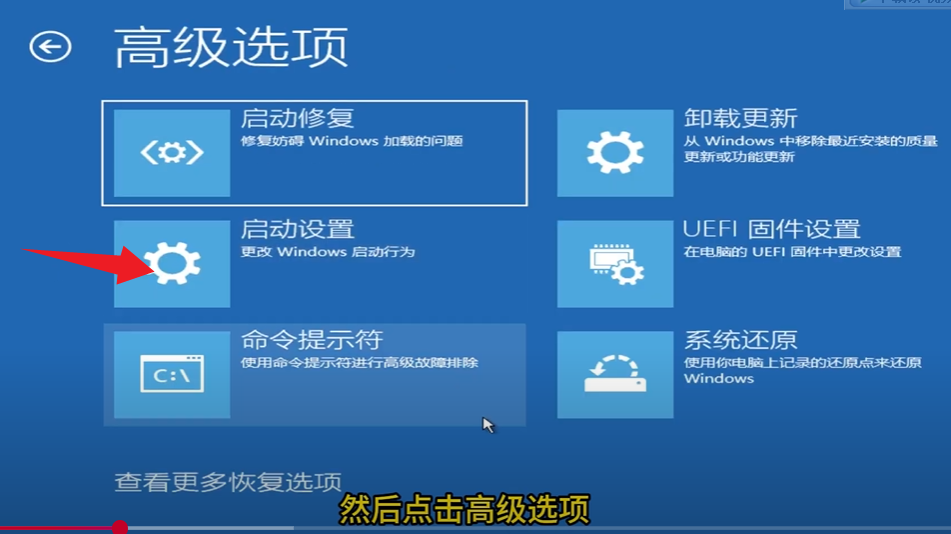 高级选项
启动修复
修复妨碍 Windows 加载的问题
卸载更新
从 Windows 中移除最近安装的质量
更新或功能更新
启动设置
更改 Windows 启动行为
UEFI 固件设置
在电脑的 UEFI 固件中更改设置
命令提示符
使用命令提示符进行高级故障排除
C:\
系统还原
使用你电脑上记录的还原点来还原
Windows
查看更多恢复选项
然后点击高级选项